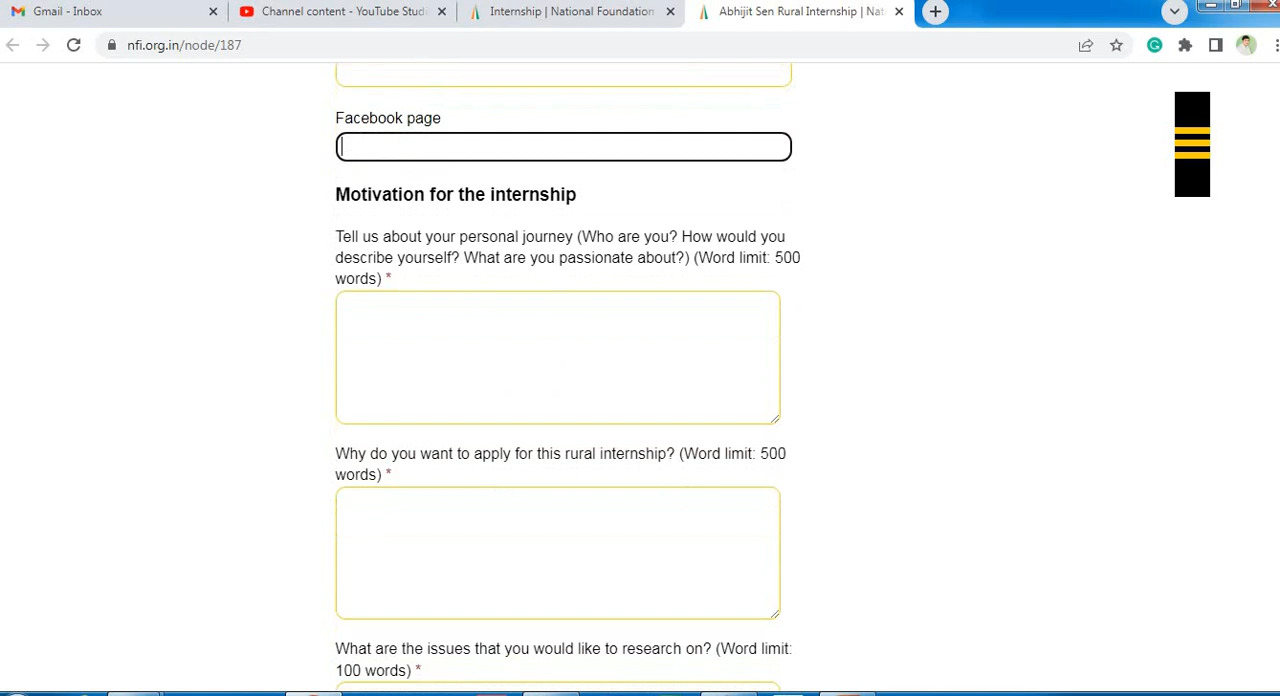 Gmail - Inbox
Channel content - YouTube Studi
Internship | National Foundation
Abhijit Sen Rural Internship | Nat
nfi.org.in/node/187
Facebook page
Motivation for the internship
Tell us about your personal journey (Who are you? How would you
describe yourself? What are you passionate about?) (Word limit: 500
words) *
Why do you want to apply for this rural internship? (Word limit: 500
words) *
What are the issues that you would like to research on? (Word limit:
100 words) *